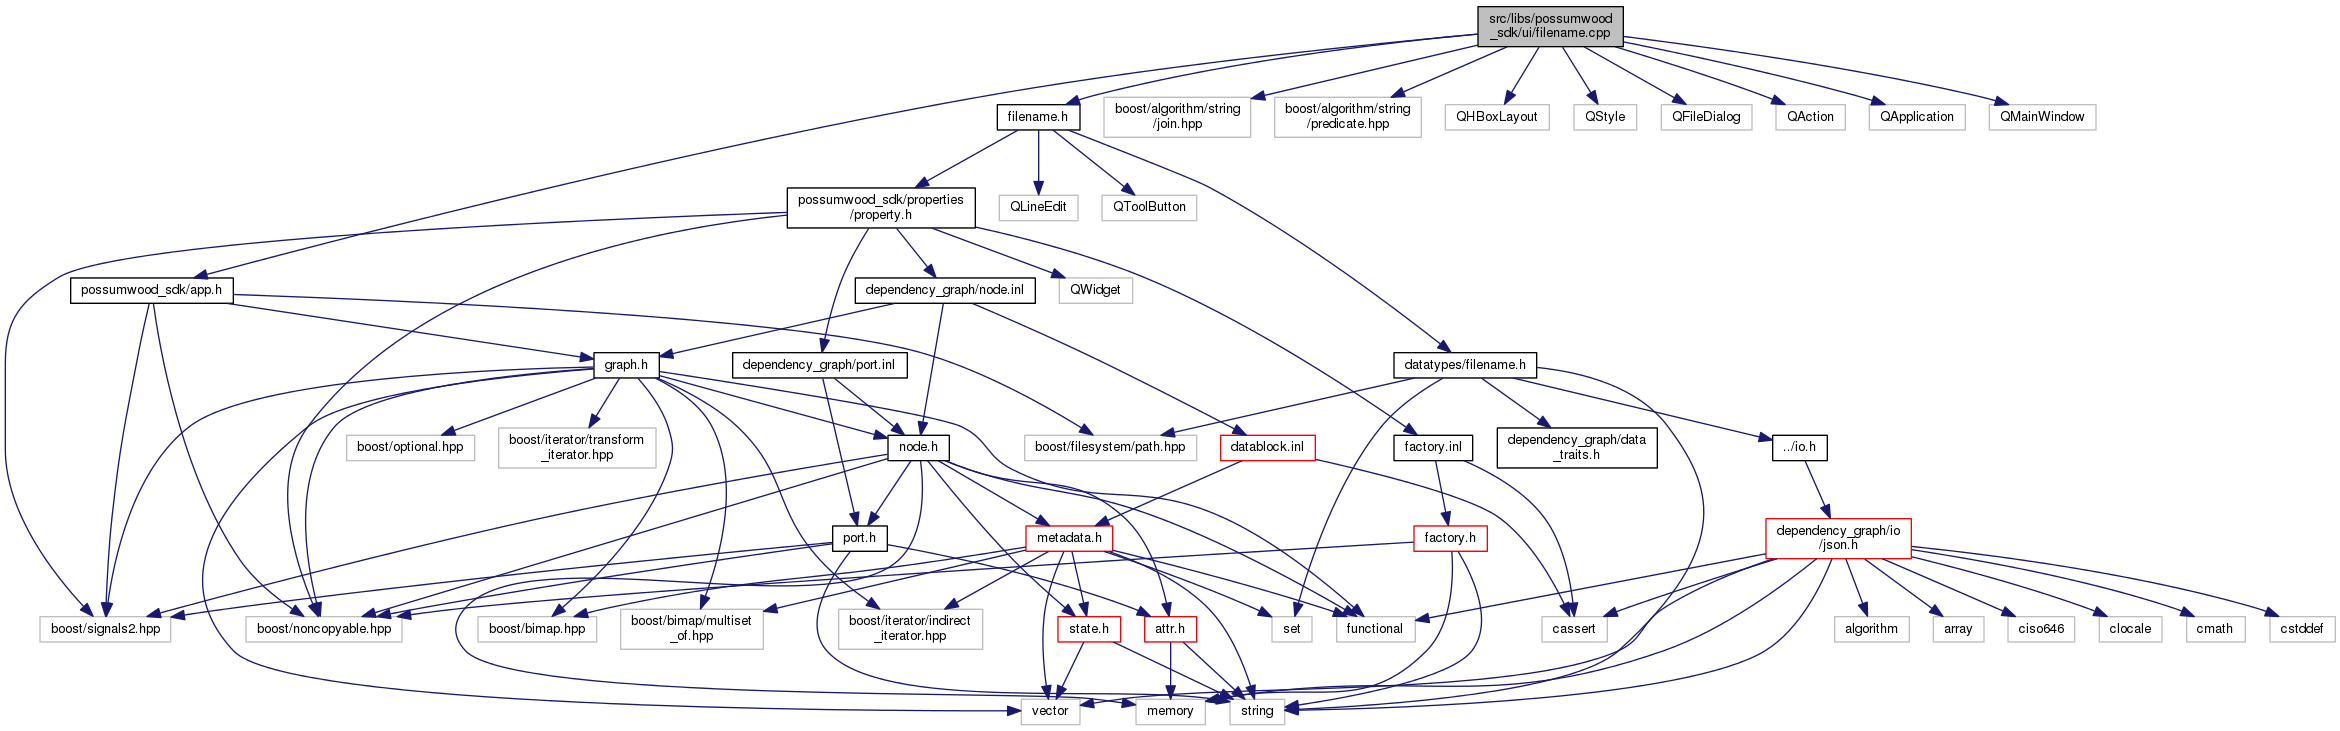 src/libs/possumwood
_sdk/ui/filename.cpp
filename.h
boost/algorithm/string
/join.hpp
boost/algorithm/string
/predicate.hpp
QHBoxLayout
QStyle
QFileDialog
QAction
QApplication
QMainWindow
possumwood_sdk/properties
/property.h
QLineEdit
QToolButton
possumwood_sdk/app.h
dependency_graph/node.inl
QWidget
graph.h
dependency_graph/port.inl
datatypes/filename.h
boost/optional.hpp
boost/iterator/transform
_iterator.hpp
node.h
boost/filesystem/path.hpp
datablock.inl
factory.inl
dependency_graph/data
_traits.h
../io.h
port.h
metadata.h
factory.h
dependency_graph/io
/json.h
boost/signals2.hpp
boost/noncopyable.hpp
boost/bimap.hpp
boost/bimap/multiset
_of.hpp
boost/iterator/indirect
_iterator.hpp
state.h
attr.h
set
functional
cassert
algorithm
array
ciso646
clocale
cmath
cstddef
vector
memory
string